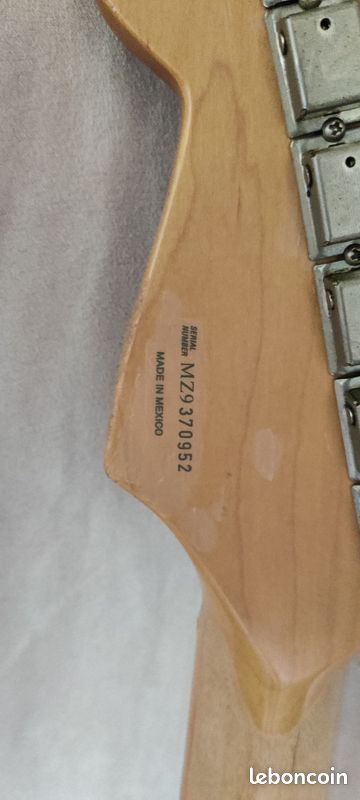 SERIAL
NUMBER
MZ9370952
MADE IN MEXICO
leboncoin